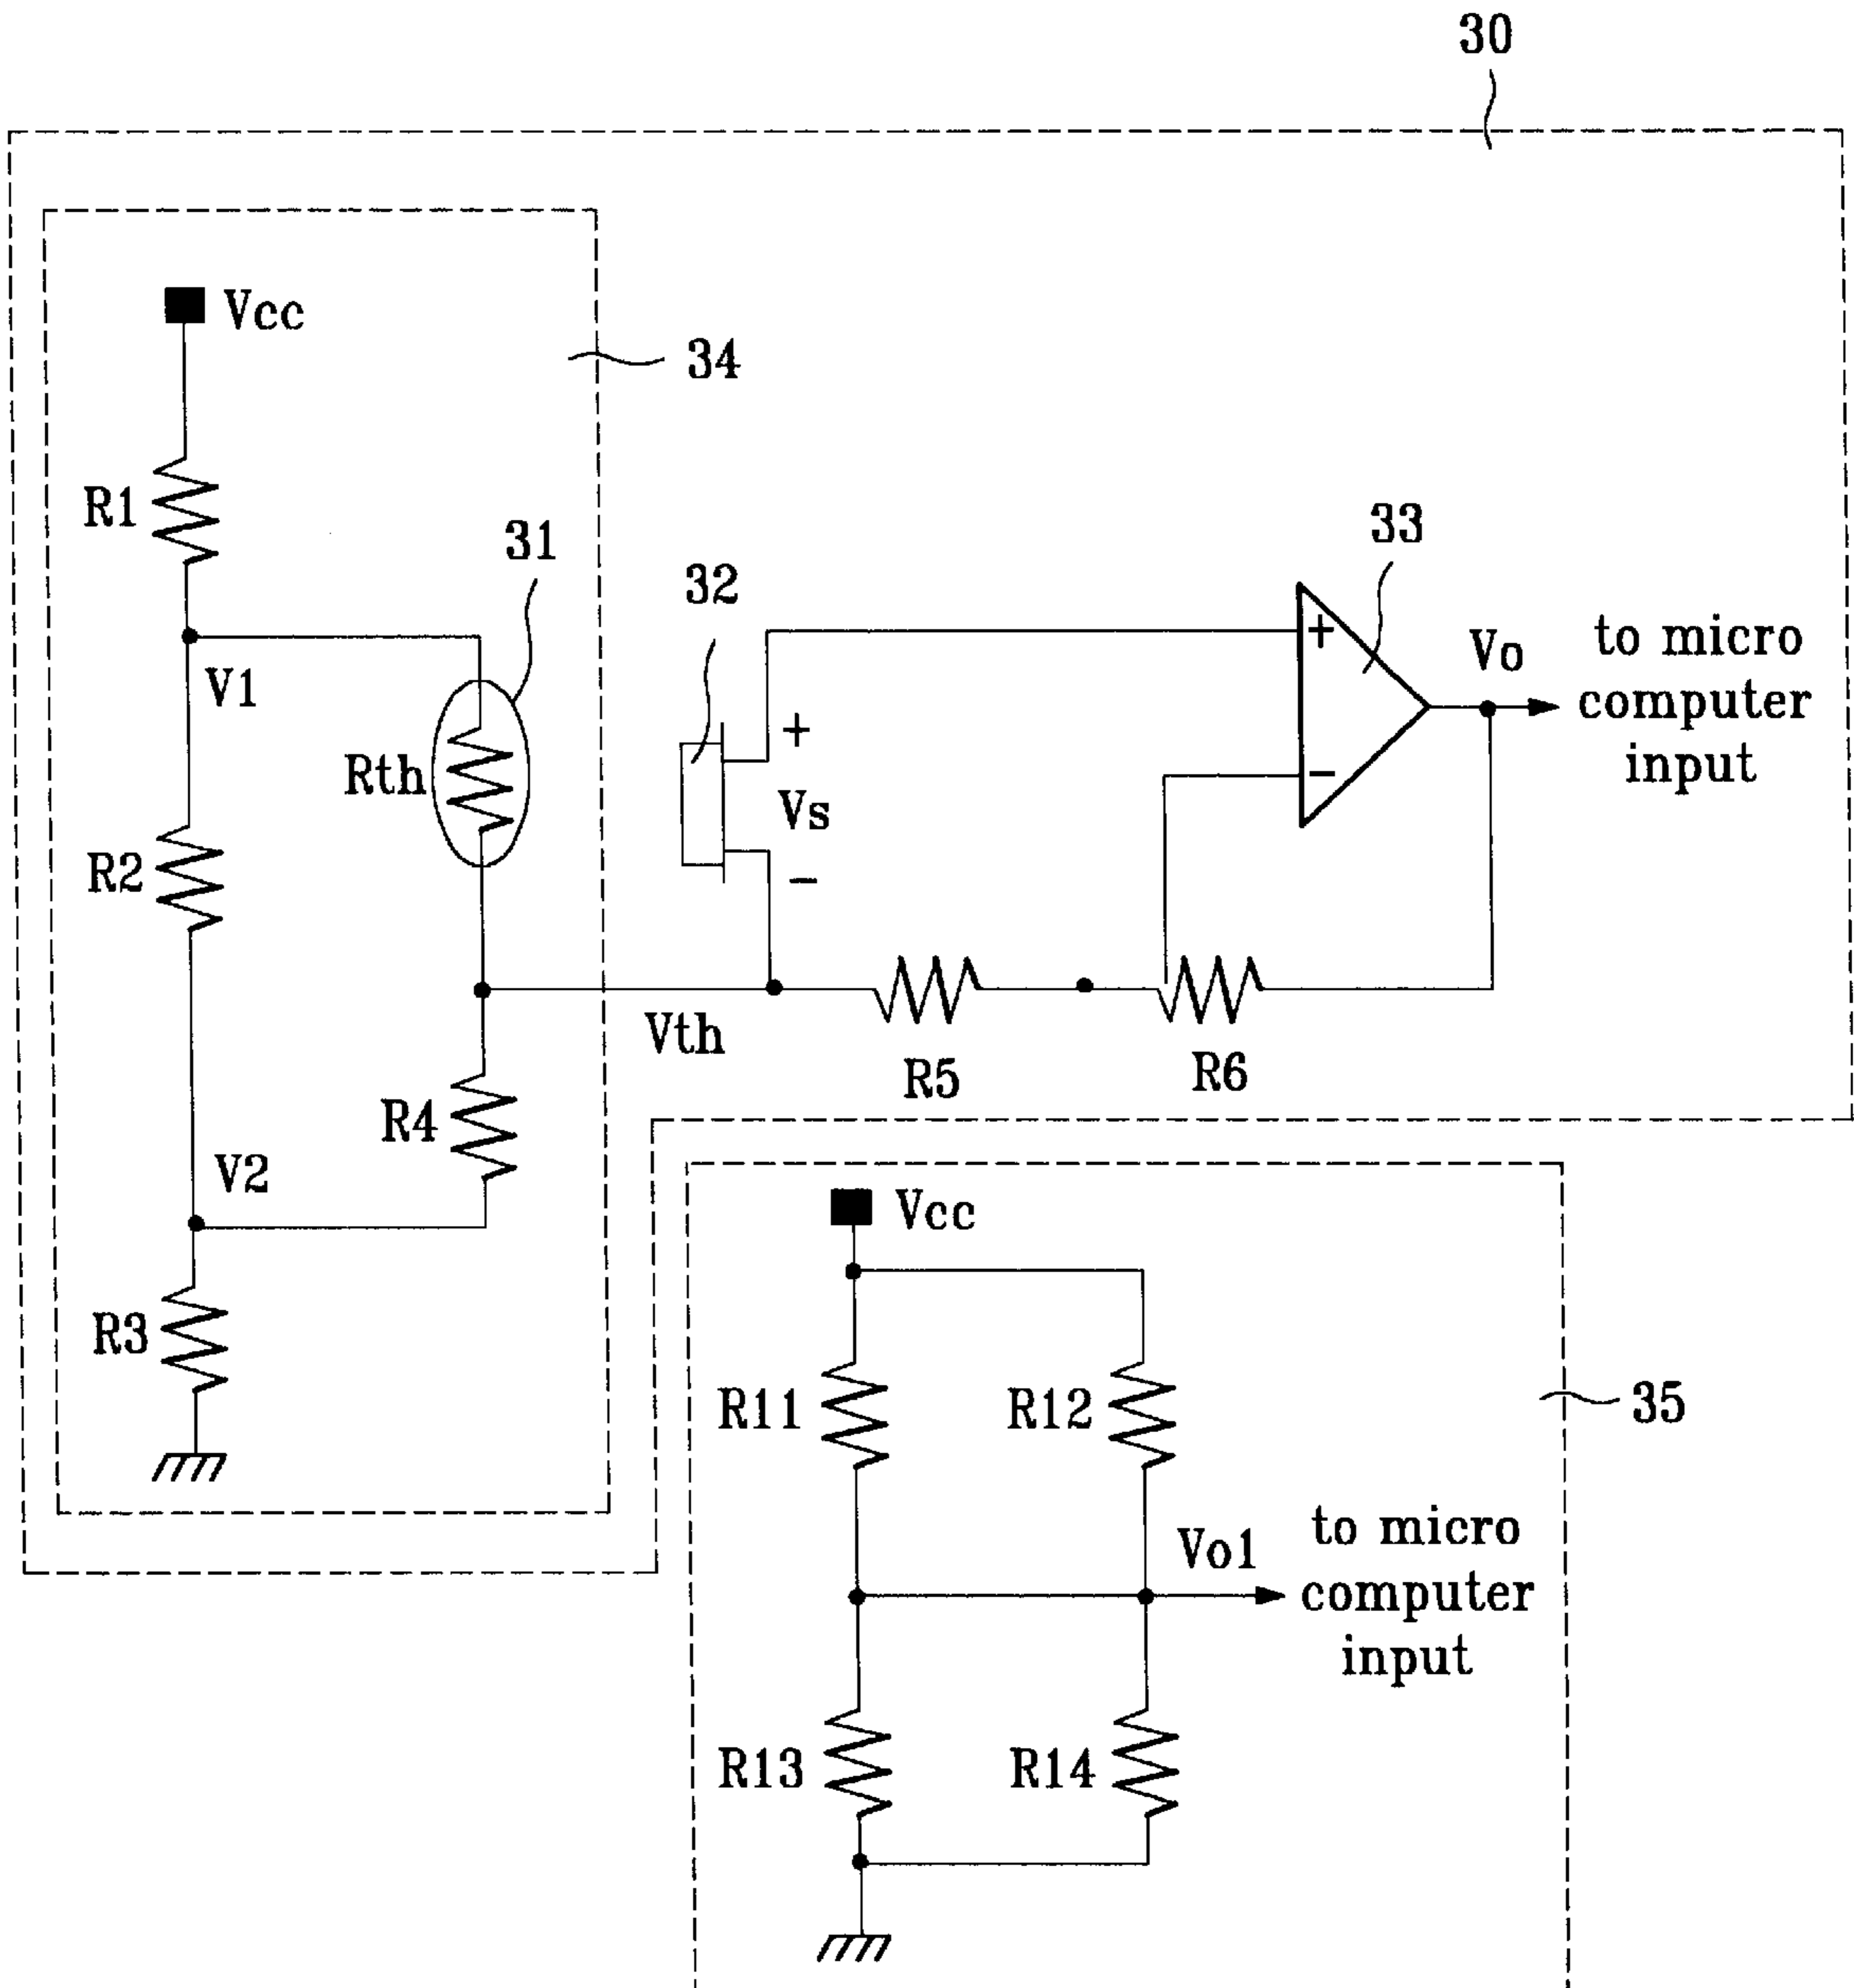 30
Vcc
34
R1
31
32
33
+
Vo
to micro
computer
input
V1
Rth
+
Vs
−
−
R2
Vth
R5
R6
R4
V2
R3
Vcc
R11
R12
35
Vo1
to micro
computer
input
R13
R14